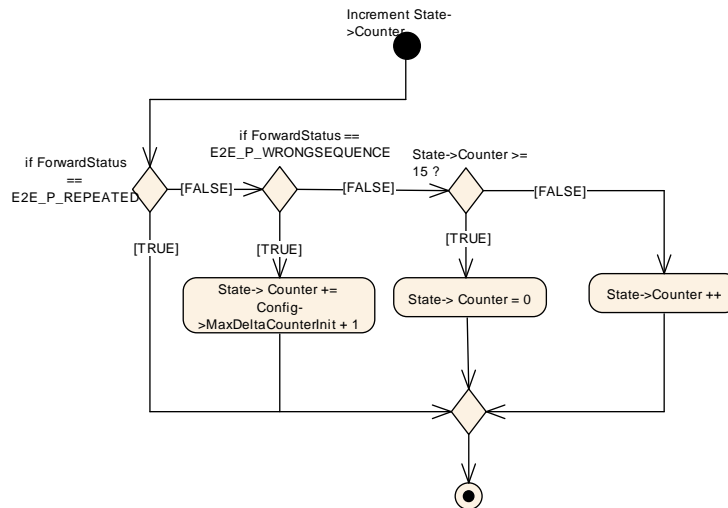 Increment State-
>Counter
if ForwardStatus ==
E2E_P_WRONGSEQUENCE
State->Counter >=
15 ?
if ForwardStatus
==
E2E_P_REPEATED
[FALSE]
[FALSE]
[FALSE]
[TRUE]
[TRUE]
[TRUE]
State-> Counter +=
Config-
>MaxDeltaCounterInit + 1
State-> Counter = 0
State->Counter ++